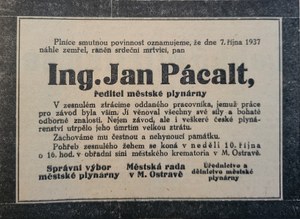 Plníce smutnou povinnost oznamujeme, že dne 7. října 1937
náhle zemřel, raněn srdeční mrtvicí, pan
Ing. Jan Pácalt,
ředitel městské plynárny
V zesnulém ztrácíme oddaného pracovníka, jemuž práce
pro závod byla vším. Ji věnoval všechny své síly a bohaté
odborné znalosti. Nejen závod, ale i veškeré české plynárenství utrpělo jeho úmrtím velkou ztrátu.
Zachováme mu čestnou a nehynoucí památku.
Pohřeb zesnulého žehem se koná v neděli 10. října
o 16. hod. v obřadní síni městského krematoria v M. Ostravě.
Správní výbor
městské plynárny
Městská rada
v M. Ostravě
Úřednictvo a
dělnictvo městské
plynárny